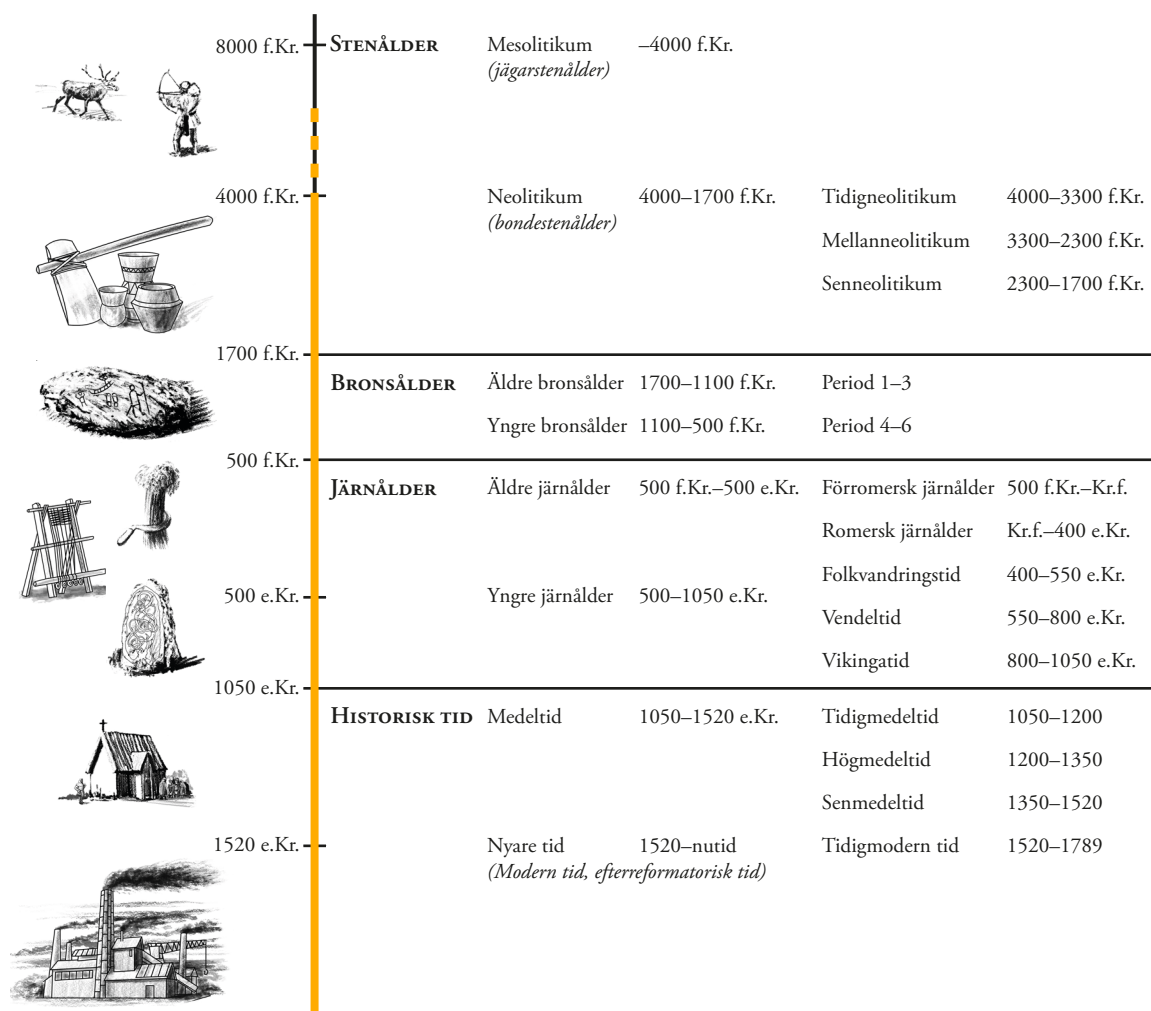 8000 f.Kr. STENÅLDER Mesolitikum –4000 f.Kr.
(jägarstenålder)
4000 f.Kr. Neolitikum 4000–1700 f.Kr. Tidigneolitikum 4000–3300 f.Kr.
(bondestenålder)
Mellanneolitikum 3300–2300 f.Kr.
Senneolitikum 2300–1700 f.Kr.
1700 f.Kr.
BRONSÅLDER Äldre bronsålder 1700–1100 f.Kr. Period 1–3
Yngre bronsålder 1100–500 f.Kr. Period 4–6
500 f.Kr.
JÄRNÅLDER Äldre järnålder 500 f.Kr.–500 e.Kr. Förromersk järnålder 500 f.Kr.–Kr.f.
Romersk järnålder Kr.f.–400 e.Kr.
Folkvandringstid 400–550 e.Kr.
500 e.Kr. Yngre järnålder 500–1050 e.Kr.
Vendeltid 550–800 e.Kr.
Vikingatid 800–1050 e.Kr.
1050 e.Kr.
HISTORISK TID Medeltid 1050–1520 e.Kr. Tidigmedeltid 1050–1200
Högmedeltid 1200–1350
Senmedeltid 1350–1520
1520 e.Kr. Nyare tid 1520–nutid Tidigmodern tid 1520–1789
(Modern tid, efterreformatorisk tid)